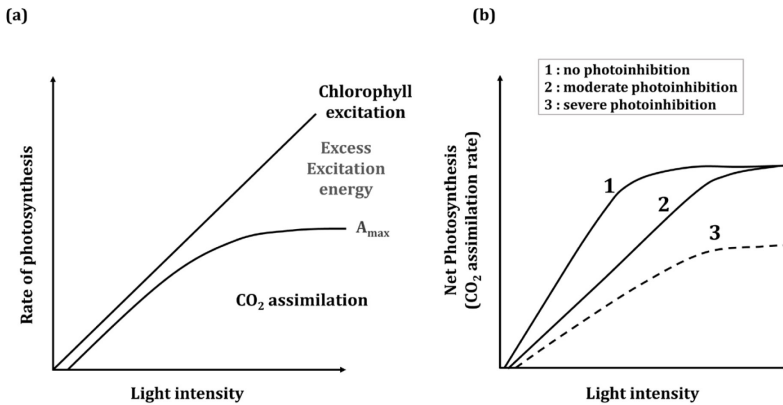 (a)
Rate of photosynthesis
Chlorophyll
excitation
Excess
Excitation
energy
Amax
CO2 assimilation
Light intensity
(b)
1 : no photoinhibition
2 : moderate photoinhibition
3 : severe photoinhibition
Net Photosynthesis
(CO2 assimilation rate)
1
2
3
Light intensity